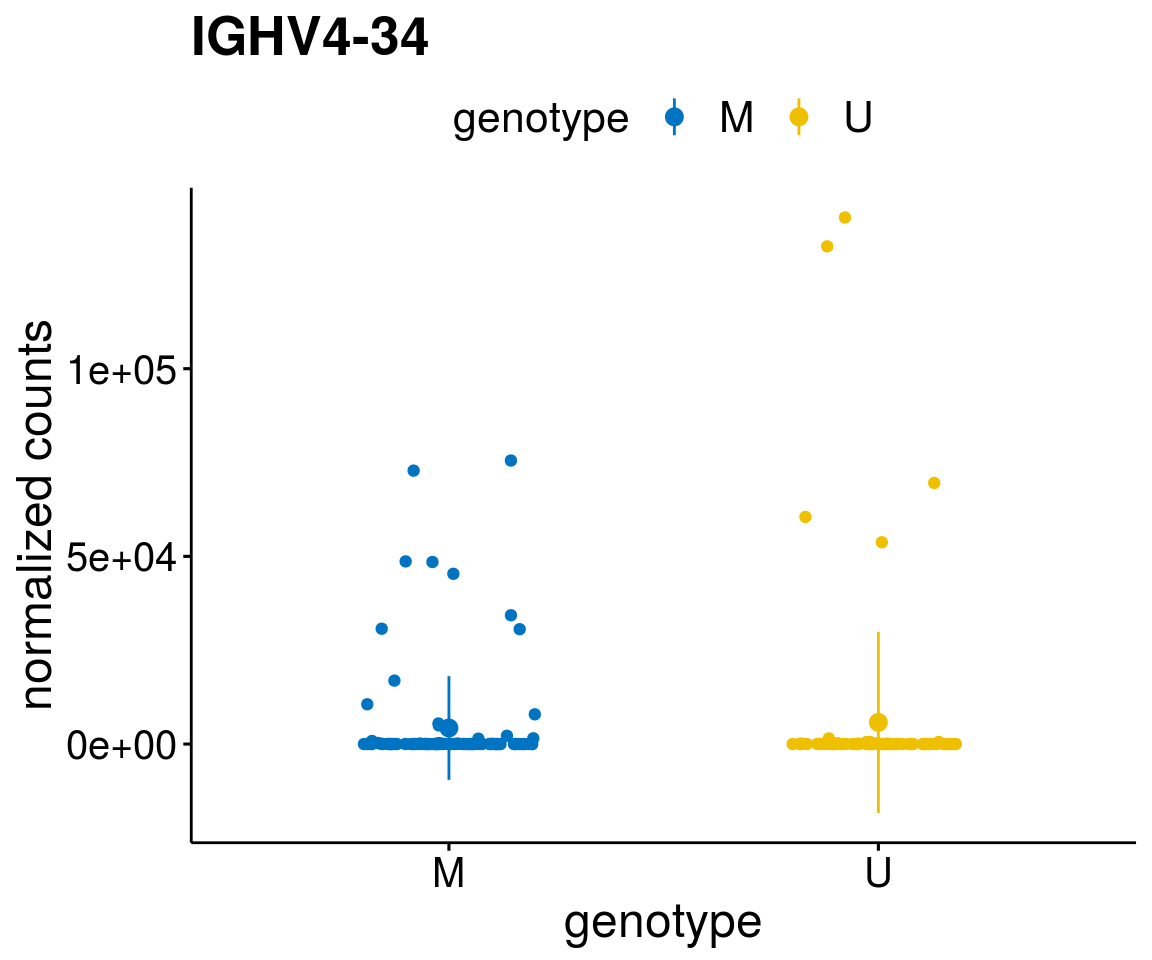 IGHV4-34
genotype M U
normalized counts
1e+05
5e+04
0e+00
M U
genotype